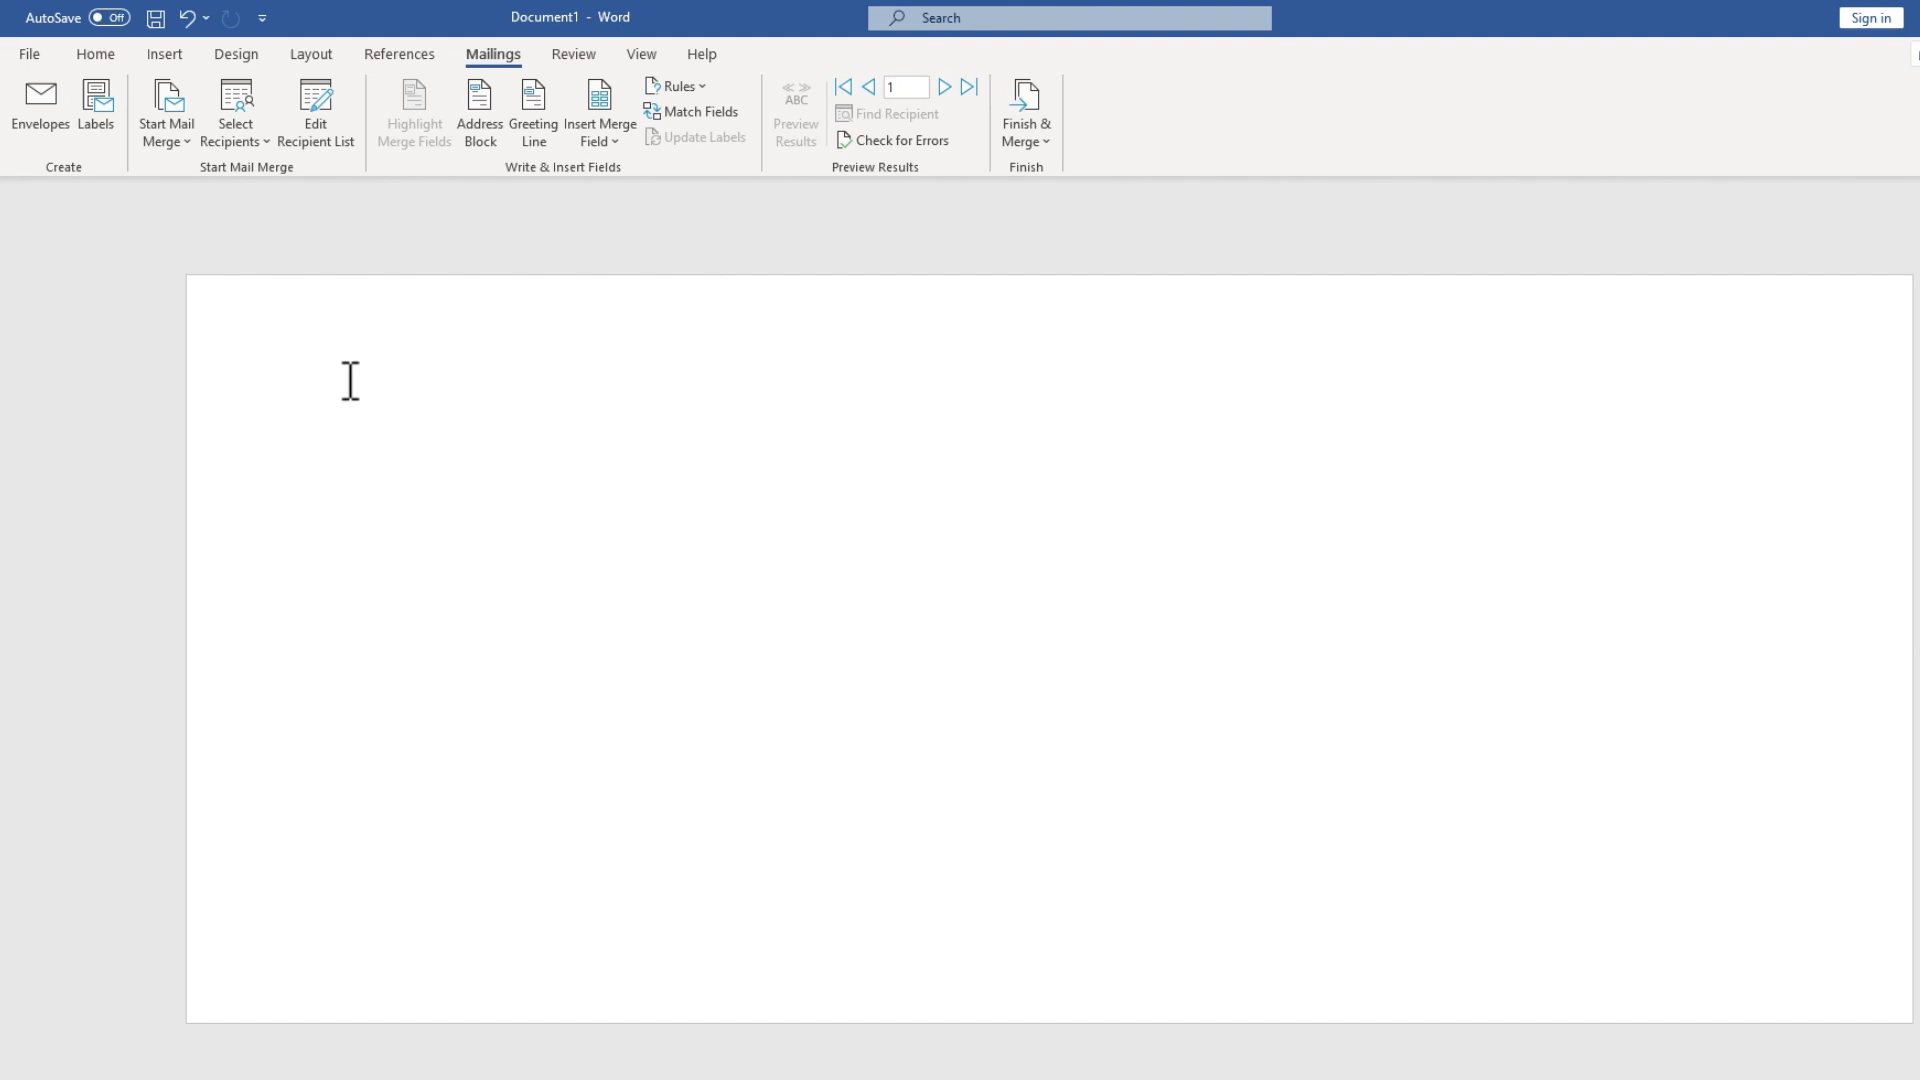 AutoSave Off Document1 - Word Search Sign in
File Home Insert Design Layout References Mailings Review View Help
Envelopes
Labels
Start Mail
Merge
Select
Recipients
Edit
Recipient List
Highlight
Merge Fields
Address
Block
Greeting
Line
Insert Merge
Field
Rules
Match Fields
Update Labels
<< >>
ABC
Preview
Results
1
Find Recipient
Check for Errors
Finish &
Merge
Create Start Mail Merge Write & Insert Fields Preview Results Finish